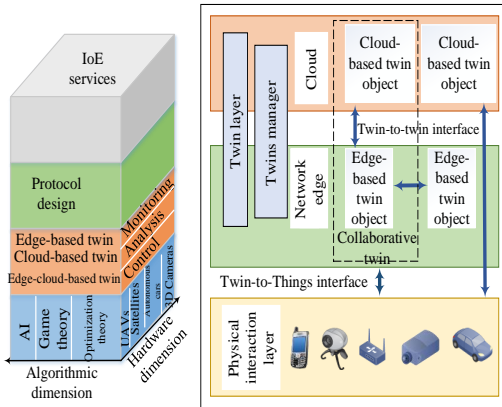 IoE
services
Protocol
design
Edge-based twin
Cloud-based twin
Edge-cloud-based twin
Monitoring
Analysis
Control
AI
Game
theory
Optimization theory
UAVs
Satellites
Autonomous
cars
3D Cameras
Algorithmic
dimension
Hardware
dimension
Twin layer
Twins manager
Cloud
Cloud-
based twin
object
Cloud-
based twin
object
Twin-to-twin interface
Network
edge
Edge-
based
twin
object
Edge-
based
twin
object
Collaborative
twin
Twin-to-Things interface
Physical
interaction
layer